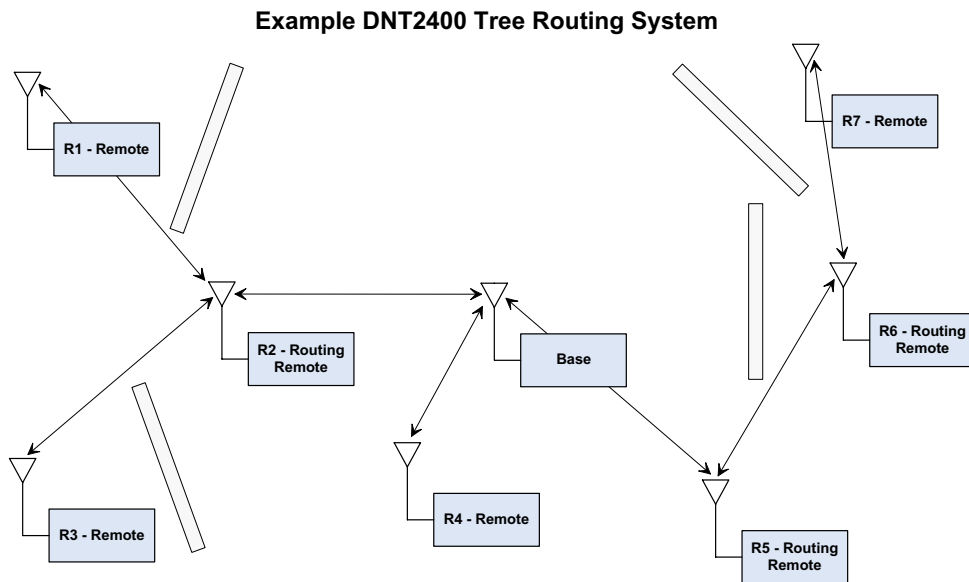 Example DNT2400 Tree Routing System
R1 - Remote
R7 - Remote
R2 - Routing
Remote
Base
R6 - Routing
Remote
R3 - Remote
R4 - Remote
R5 - Routing
Remote